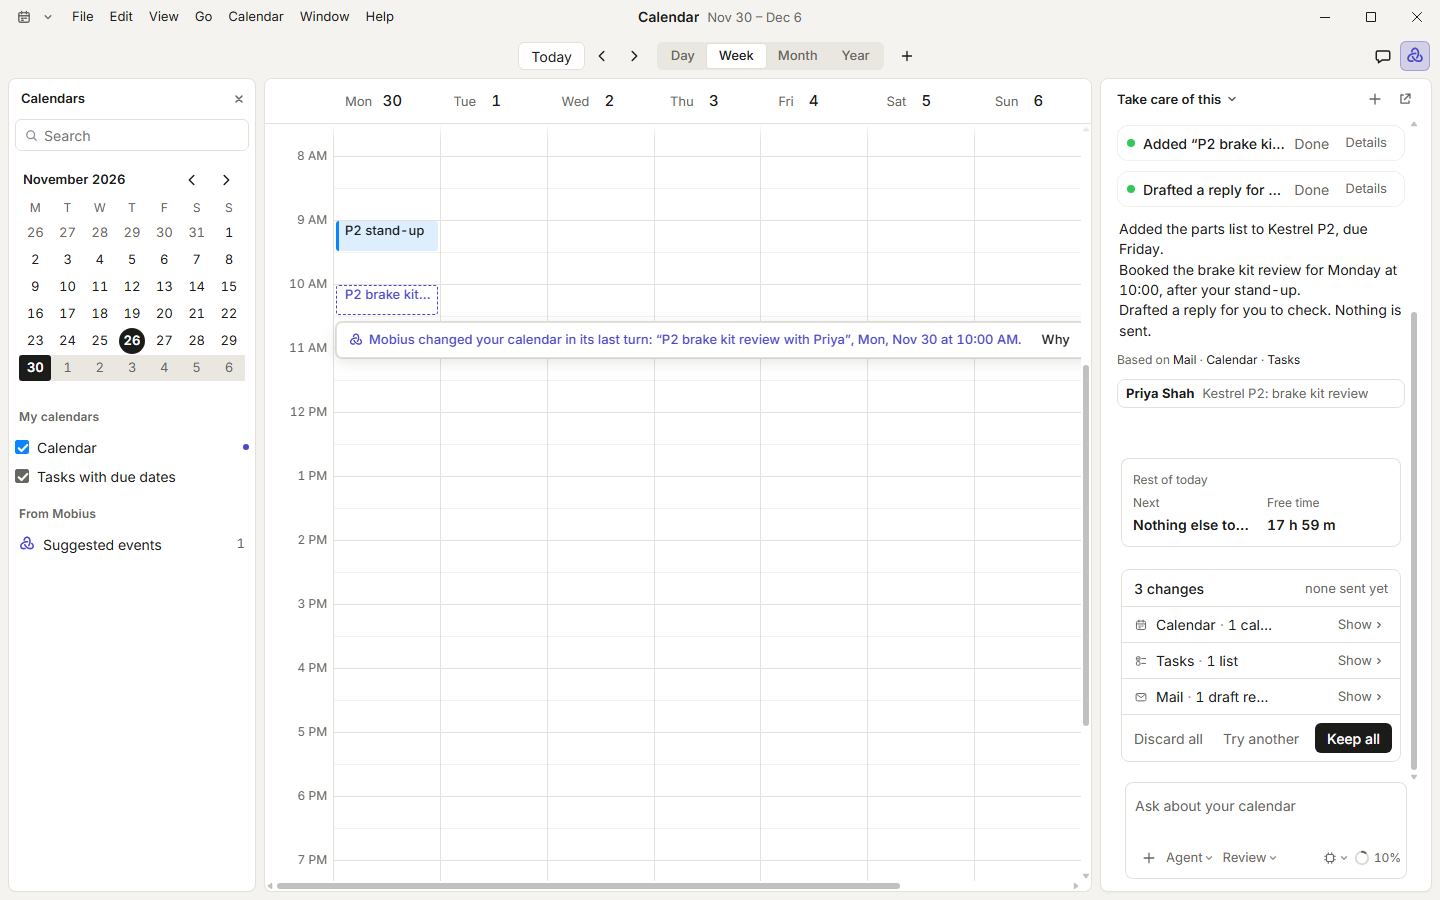 File Edit View Go Calendar Window Help
Calendar Nov 30 – Dec 6
Today
Day Week Month Year
Calendars
Search
November 2026
M T W T F S S
26 27 28 29 30 31 1
2 3 4 5 6 7 8
9 10 11 12 13 14 15
16 17 18 19 20 21 22
23 24 25 26 27 28 29
30 1 2 3 4 5 6
My calendars
Calendar
Tasks with due dates
From Mobius
Suggested events 1
Mon 30 Tue 1 Wed 2 Thu 3 Fri 4 Sat 5 Sun 6
8 AM
9 AM
P2 stand-up
10 AM
P2 brake kit...
Mobius changed your calendar in its last turn: “P2 brake kit review with Priya”, Mon, Nov 30 at 10:00 AM. Why
11 AM
12 PM
1 PM
2 PM
3 PM
4 PM
5 PM
6 PM
7 PM
Take care of this
Added “P2 brake ki... Done Details
Drafted a reply for ... Done Details
Added the parts list to Kestrel P2, due
Friday.
Booked the brake kit review for Monday at
10:00, after your stand-up.
Drafted a reply for you to check. Nothing is
sent.
Based on Mail · Calendar · Tasks
Priya Shah Kestrel P2: brake kit review
Rest of today
Next Free time
Nothing else to... 17 h 59 m
3 changes none sent yet
Calendar · 1 cal... Show
Tasks · 1 list Show
Mail · 1 draft re... Show
Discard all Try another Keep all
Ask about your calendar
Agent Review 10%